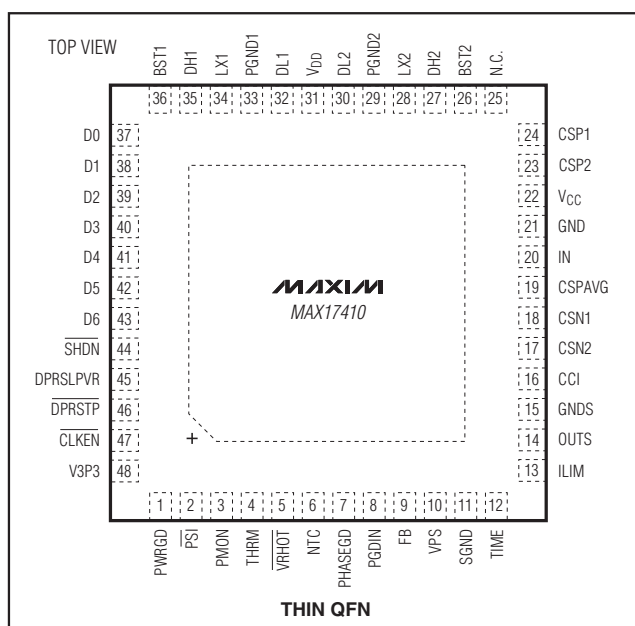 TOP VIEW
BST1 DH1 LX1 PGND1 DL1 VDD DL2 PGND2 LX2 DH2 BST2 N.C.
36 35 34 33 32 31 30 29 28 27 26 25
D0 37
D1 38
D2 39
D3 40
D4 41
D5 42
D6 43
SHDN 44
DPRSLPVR 45
DPRSTP 46
CLKEN 47
V3P3 48
24 CSP1
23 CSP2
22 VCC
21 GND
20 IN
19 CSPAVG
18 CSN1
17 CSN2
16 CCI
15 GNDS
14 OUTS
13 ILIM
MAXIM
MAX17410
+
1 2 3 4 5 6 7 8 9 10 11 12
PWRGD PSI PMON THRM VRHOT NTC PHASEGD PGDIN FB VPS SGND TIME
THIN QFN